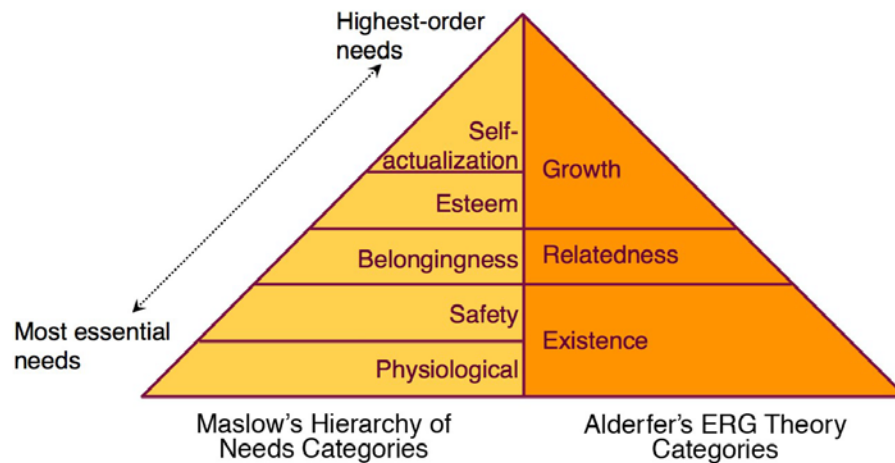 Highest-order
needs
Self-
actualization
Growth
Esteem
Belongingness
Relatedness
Safety
Existence
Physiological
Most essential
needs
Maslow's Hierarchy of
Needs Categories
Alderfer's ERG Theory
Categories